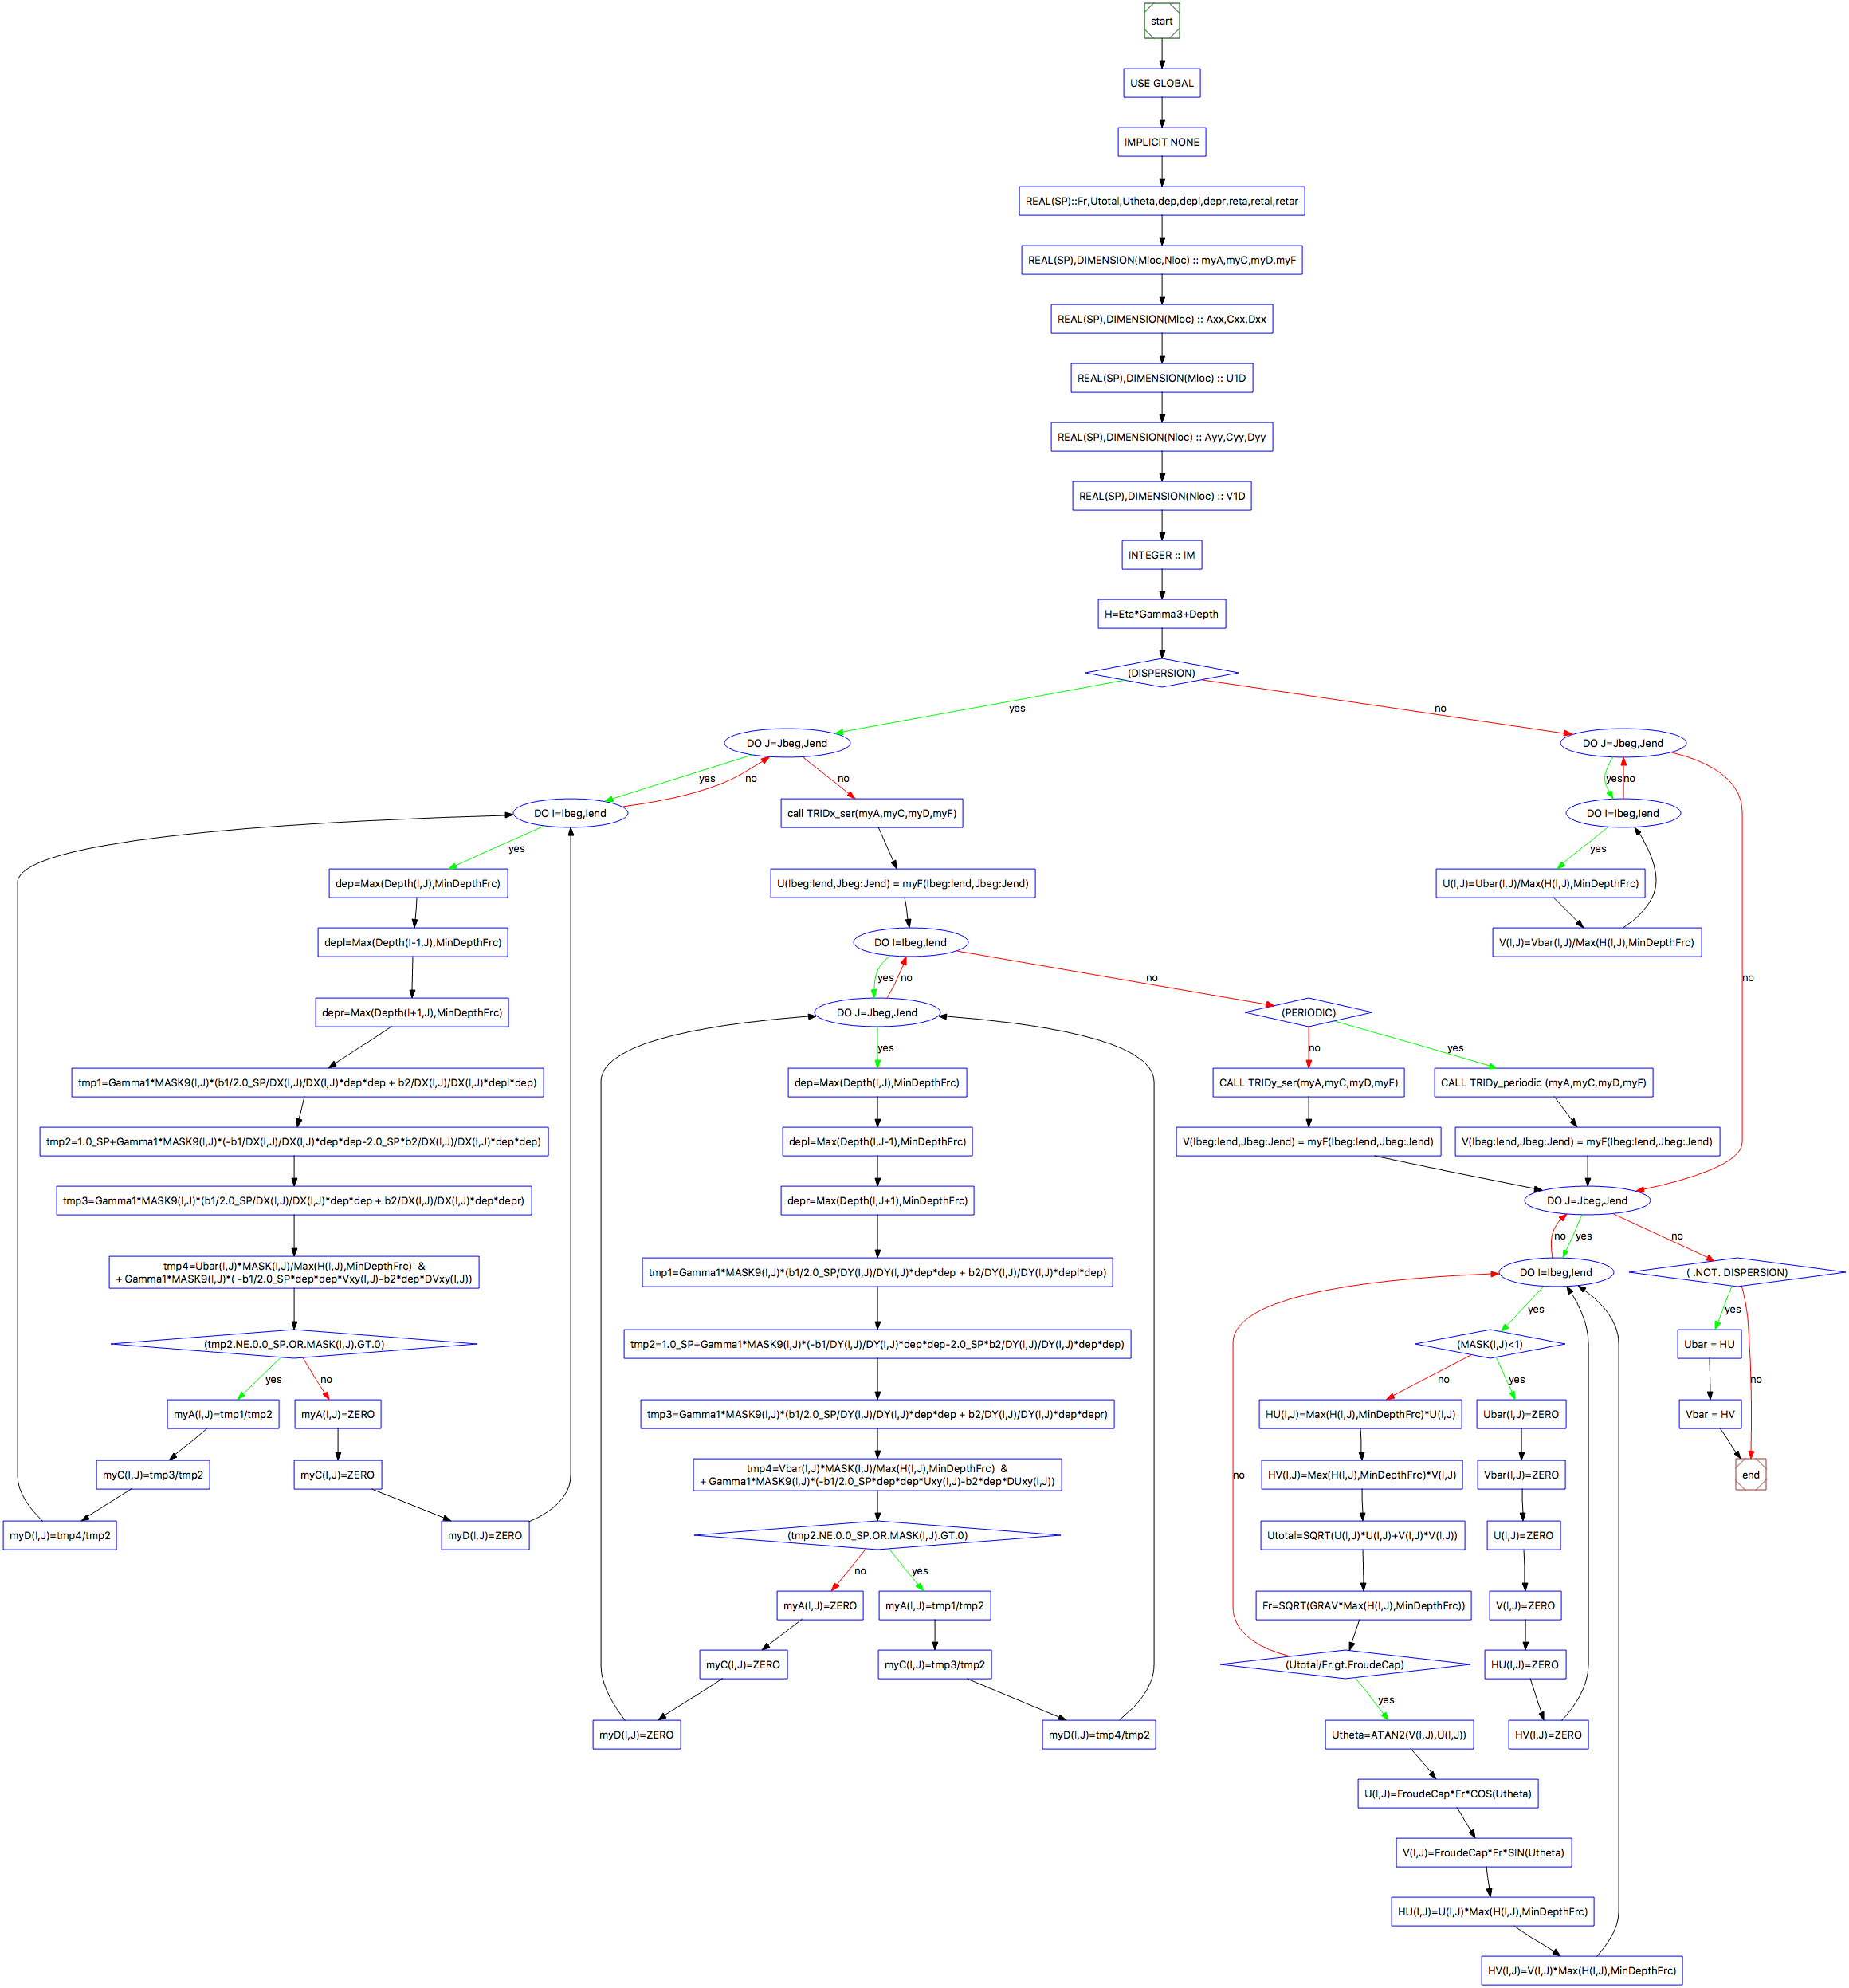 start
USE GLOBAL
IMPLICIT NONE
REAL(SP)::Fr,Utotal,Utheta,dep,depl,depr,reta,retal,retar
REAL(SP),DIMENSION(Mloc,Nloc) :: myA,myC,myD,myF
REAL(SP),DIMENSION(Mloc) :: Axx,Cxx,Dxx
REAL(SP),DIMENSION(Mloc) :: U1D
REAL(SP),DIMENSION(Nloc) :: Ayy,Cyy,Dyy
REAL(SP),DIMENSION(Nloc) :: V1D
INTEGER :: IM
H=Eta*Gamma3+Depth
(DISPERSION)
yes
no
DO J=Jbeg,Jend
yes
no
no
DO I=Ibeg,Iend
yes
dep=Max(Depth(I,J),MinDepthFrc)
depl=Max(Depth(I-1,J),MinDepthFrc)
depr=Max(Depth(I+1,J),MinDepthFrc)
tmp1=Gamma1*MASK9(I,J)*(b1/2.0_SP/DX(I,J)/DX(I,J)*dep*dep + b2/DX(I,J)/DX(I,J)*depl*dep)
tmp2=1.0_SP+Gamma1*MASK9(I,J)*(-b1/DX(I,J)/DX(I,J)*dep*dep-2.0_SP*b2/DX(I,J)/DX(I,J)*dep*dep)
tmp3=Gamma1*MASK9(I,J)*(b1/2.0_SP/DX(I,J)/DX(I,J)*dep*dep + b2/DX(I,J)/DX(I,J)*dep*depr)
tmp4=Ubar(I,J)*MASK(I,J)/Max(H(I,J),MinDepthFrc)  &
+ Gamma1*MASK9(I,J)*( -b1/2.0_SP*dep*dep*Vxy(I,J)-b2*dep*DVxy(I,J))
(tmp2.NE.0.0_SP.OR.MASK(I,J).GT.0)
yes
no
myA(I,J)=tmp1/tmp2
myA(I,J)=ZERO
myC(I,J)=tmp3/tmp2
myC(I,J)=ZERO
myD(I,J)=tmp4/tmp2
myD(I,J)=ZERO
call TRIDx_ser(myA,myC,myD,myF)
U(Ibeg:Iend,Jbeg:Jend) = myF(Ibeg:Iend,Jbeg:Jend)
DO I=Ibeg,Iend
yes
no
no
DO J=Jbeg,Jend
yes
dep=Max(Depth(I,J),MinDepthFrc)
depl=Max(Depth(I,J-1),MinDepthFrc)
depr=Max(Depth(I,J+1),MinDepthFrc)
tmp1=Gamma1*MASK9(I,J)*(b1/2.0_SP/DY(I,J)/DY(I,J)*dep*dep + b2/DY(I,J)/DY(I,J)*depl*dep)
tmp2=1.0_SP+Gamma1*MASK9(I,J)*(-b1/DY(I,J)/DY(I,J)*dep*dep-2.0_SP*b2/DY(I,J)/DY(I,J)*dep*dep)
tmp3=Gamma1*MASK9(I,J)*(b1/2.0_SP/DY(I,J)/DY(I,J)*dep*dep + b2/DY(I,J)/DY(I,J)*dep*depr)
tmp4=Vbar(I,J)*MASK(I,J)/Max(H(I,J),MinDepthFrc)  &
+ Gamma1*MASK9(I,J)*(-b1/2.0_SP*dep*dep*Uxy(I,J)-b2*dep*DUxy(I,J))
(tmp2.NE.0.0_SP.OR.MASK(I,J).GT.0)
no
yes
myA(I,J)=ZERO
myA(I,J)=tmp1/tmp2
myC(I,J)=ZERO
myC(I,J)=tmp3/tmp2
myD(I,J)=ZERO
myD(I,J)=tmp4/tmp2
(PERIODIC)
no
yes
CALL TRIDy_ser(myA,myC,myD,myF)
CALL TRIDy_periodic (myA,myC,myD,myF)
V(Ibeg:Iend,Jbeg:Jend) = myF(Ibeg:Iend,Jbeg:Jend)
V(Ibeg:Iend,Jbeg:Jend) = myF(Ibeg:Iend,Jbeg:Jend)
DO J=Jbeg,Jend
yes
no
no
DO I=Ibeg,Iend
yes
U(I,J)=Ubar(I,J)/Max(H(I,J),MinDepthFrc)
V(I,J)=Vbar(I,J)/Max(H(I,J),MinDepthFrc)
DO J=Jbeg,Jend
no
yes
no
DO I=Ibeg,Iend
yes
(MASK(I,J)<1)
no
yes
HU(I,J)=Max(H(I,J),MinDepthFrc)*U(I,J)
HV(I,J)=Max(H(I,J),MinDepthFrc)*V(I,J)
Utotal=SQRT(U(I,J)*U(I,J)+V(I,J)*V(I,J))
Fr=SQRT(GRAV*Max(H(I,J),MinDepthFrc))
(Utotal/Fr.gt.FroudeCap)
no
yes
Utheta=ATAN2(V(I,J),U(I,J))
U(I,J)=FroudeCap*Fr*COS(Utheta)
V(I,J)=FroudeCap*Fr*SIN(Utheta)
HU(I,J)=U(I,J)*Max(H(I,J),MinDepthFrc)
HV(I,J)=V(I,J)*Max(H(I,J),MinDepthFrc)
Ubar(I,J)=ZERO
Vbar(I,J)=ZERO
U(I,J)=ZERO
V(I,J)=ZERO
HU(I,J)=ZERO
HV(I,J)=ZERO
( .NOT. DISPERSION)
yes
no
Ubar = HU
Vbar = HV
end